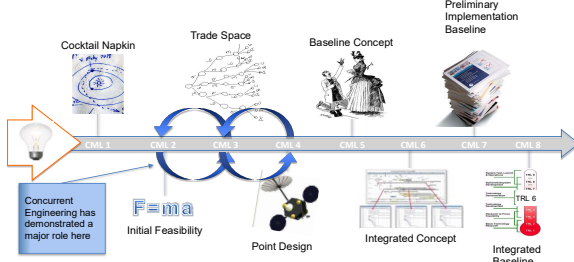 Preliminary
Implementation
Baseline
Cocktail Napkin
Trade Space
Baseline Concept
CML 1
CML 2
CML 3
CML 4
CML 5
CML 6
CML 7
CML 8
Concurrent
Engineering has
demonstrated a
major role here
F=ma
Initial Feasibility
Point Design
Integrated Concept
TRL 6
Integrated
Baseline